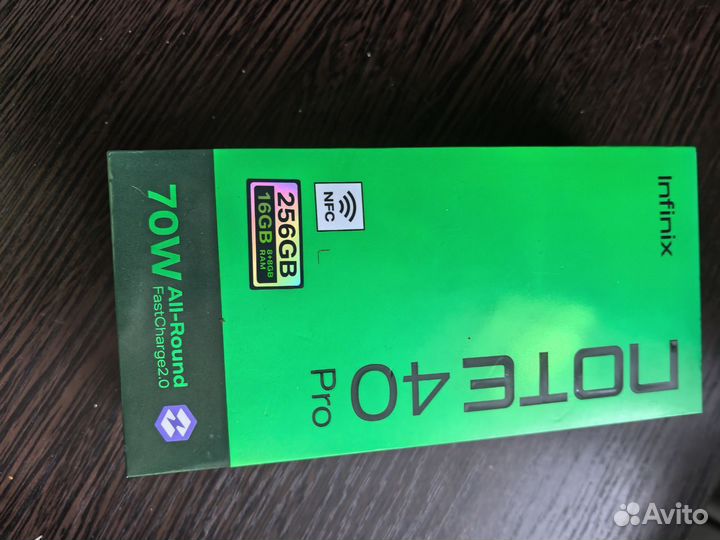 Infinix
NOTE 40
Pro
NFC
256GB
16GB 8+8GB RAM
70W All-Round
FastCharge2.0
Avito